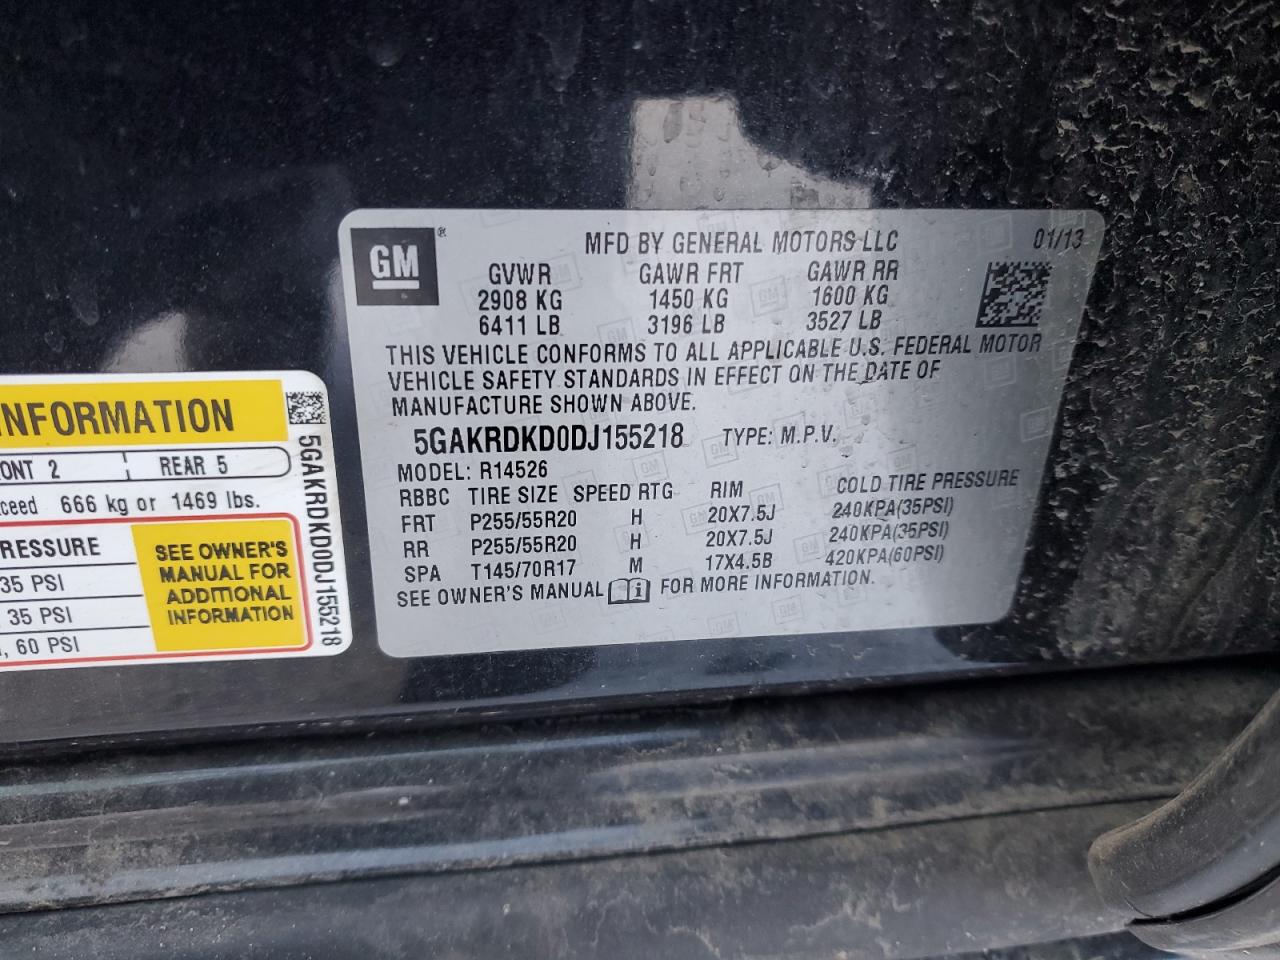 GM®
MFD BY GENERAL MOTORS LLC 01/13
GVWR GAWR FRT GAWR RR
2908 KG 1450 KG 1600 KG
6411 LB 3196 LB 3527 LB
THIS VEHICLE CONFORMS TO ALL APPLICABLE U.S. FEDERAL MOTOR
VEHICLE SAFETY STANDARDS IN EFFECT ON THE DATE OF
MANUFACTURE SHOWN ABOVE.
5GAKRDKD0DJ155218 TYPE: M.P.V.
MODEL: R14526
RBBC TIRE SIZE SPEED RTG RIM COLD TIRE PRESSURE
FRT P255/55R20 H 20X7.5J 240KPA(35PSI)
RR P255/55R20 H 20X7.5J 240KPA(35PSI)
SPA T145/70R17 M 17X4.5B 420KPA(60PSI)
SEE OWNER'S MANUAL FOR MORE INFORMATION.
INFORMATION
ONT 2 REAR 5
xceed 666 kg or 1469 lbs.
RESSURE
35 PSI
35 PSI
, 60 PSI
SEE OWNER'S
MANUAL FOR
ADDITIONAL
INFORMATION
5GAKRDKD0DJ155218